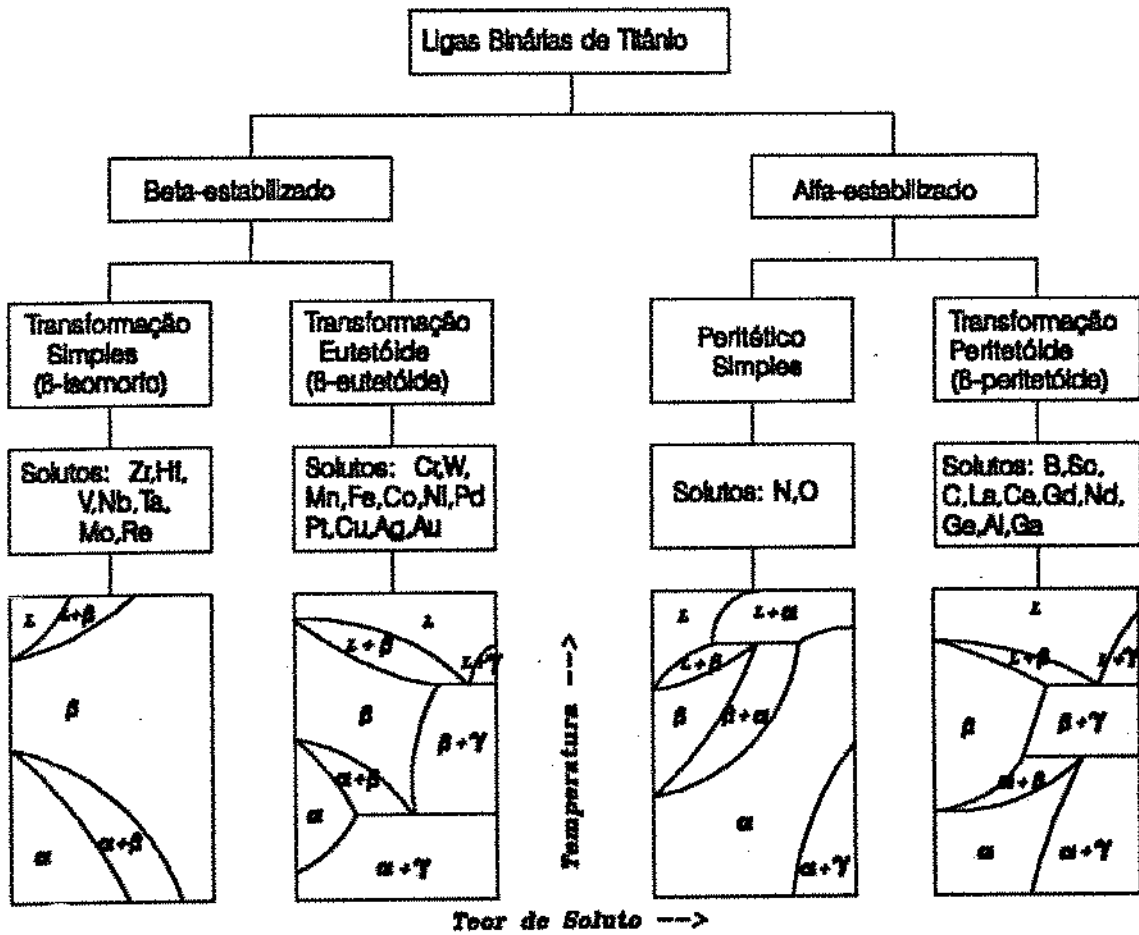 Ligas Binárias de Titânio
Beta-estabilizado
Alfa-estabilizado
Transformação
Simples
(β-isomorfo)
Transformação
Eutetóide
(β-eutetóide)
Peritético
Simples
Transformação
Peritetóide
(β-peritetóide)
Solutos: Zr,Hf,
V,Nb,Ta,
Mo,Re
Solutos: Cr,W,
Mn,Fe,Co,Ni,Pd
Pt,Cu,Ag,Au
Solutos: N,O
Solutos: B,Sc,
C,La,Ce,Gd,Nd,
Ge,Al,Ga
L
L+β
β
α+β
α
L
L+β
L+γ
β
β+γ
α+β
α
α+γ
Temperatura -->
L
L+α
L+β
β
β+α
α
α+γ
L
L+β
L+γ
β
β+γ
α+β
α
α+γ
Teor de Soluto -->